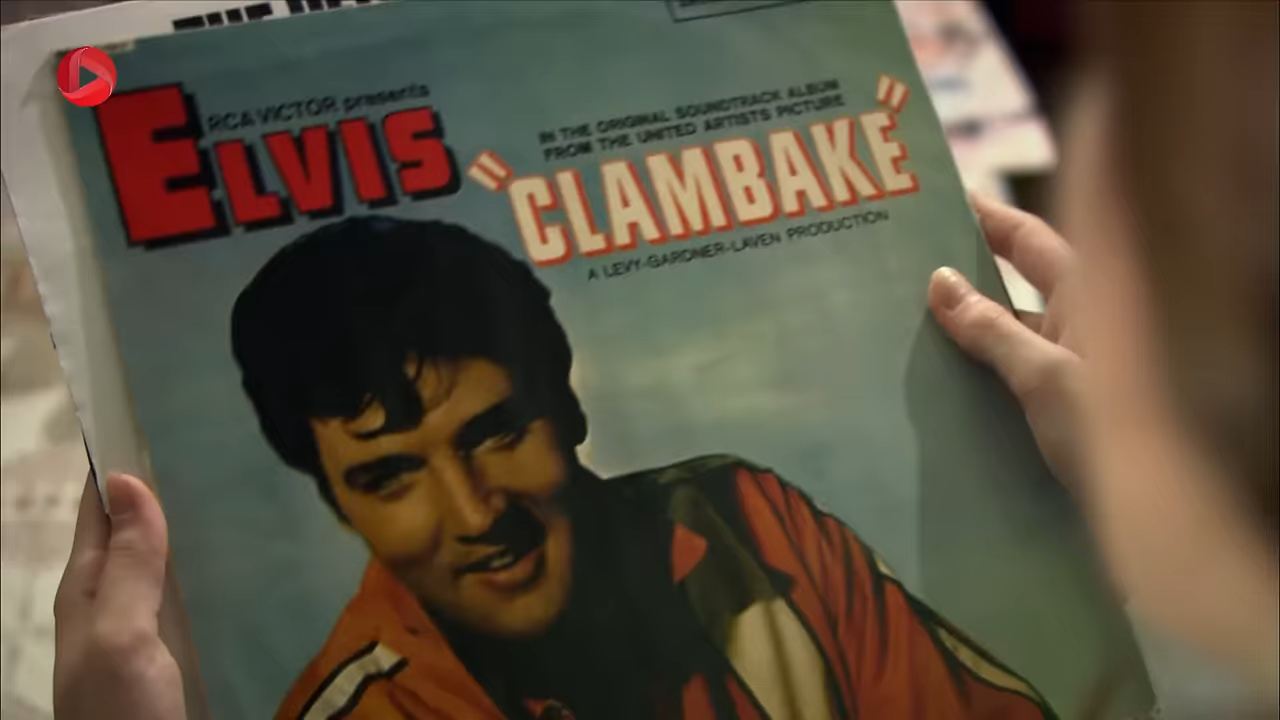 RCA VICTOR presents
ELVIS
IN THE ORIGINAL SOUNDTRACK ALBUM
FROM THE UNITED ARTISTS PICTURE
"CLAMBAKE"
A LEVY-GARDNER-LAVEN PRODUCTION